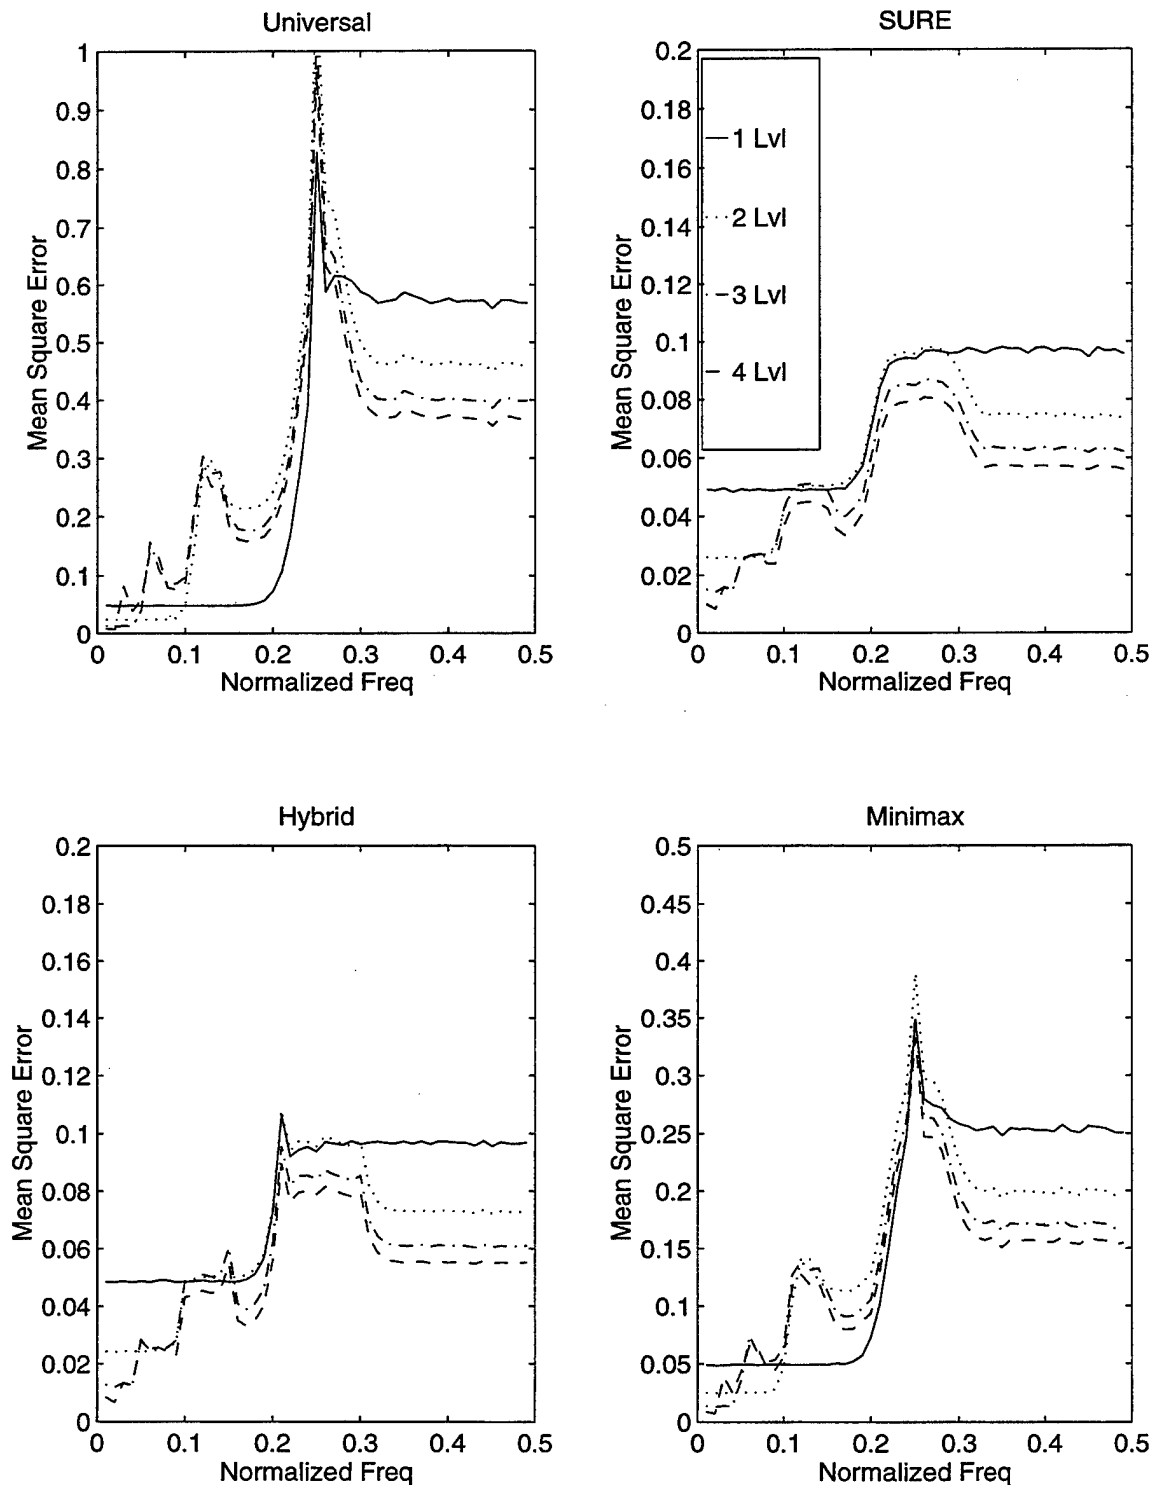 Universal
1
0.9
0.8
0.7
0.6
0.5
0.4
0.3
0.2
0.1
0
Mean Square Error
0 0.1 0.2 0.3 0.4 0.5
Normalized Freq
SURE
0.2
0.18
0.16
0.14
0.12
0.1
0.08
0.06
0.04
0.02
0
Mean Square Error
1 Lvl
2 Lvl
3 Lvl
4 Lvl
0 0.1 0.2 0.3 0.4 0.5
Normalized Freq
Hybrid
0.2
0.18
0.16
0.14
0.12
0.1
0.08
0.06
0.04
0.02
0
Mean Square Error
0 0.1 0.2 0.3 0.4 0.5
Normalized Freq
Minimax
0.5
0.45
0.4
0.35
0.3
0.25
0.2
0.15
0.1
0.05
0
Mean Square Error
0 0.1 0.2 0.3 0.4 0.5
Normalized Freq